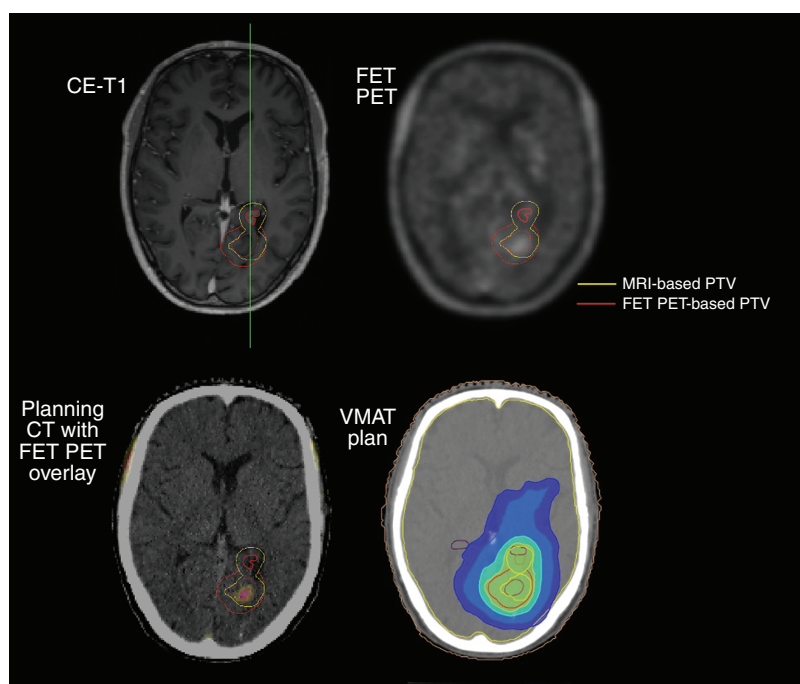 CE-T1
FET
PET
MRI-based PTV
FET PET-based PTV
Planning
CT with
FET PET
overlay
VMAT
plan